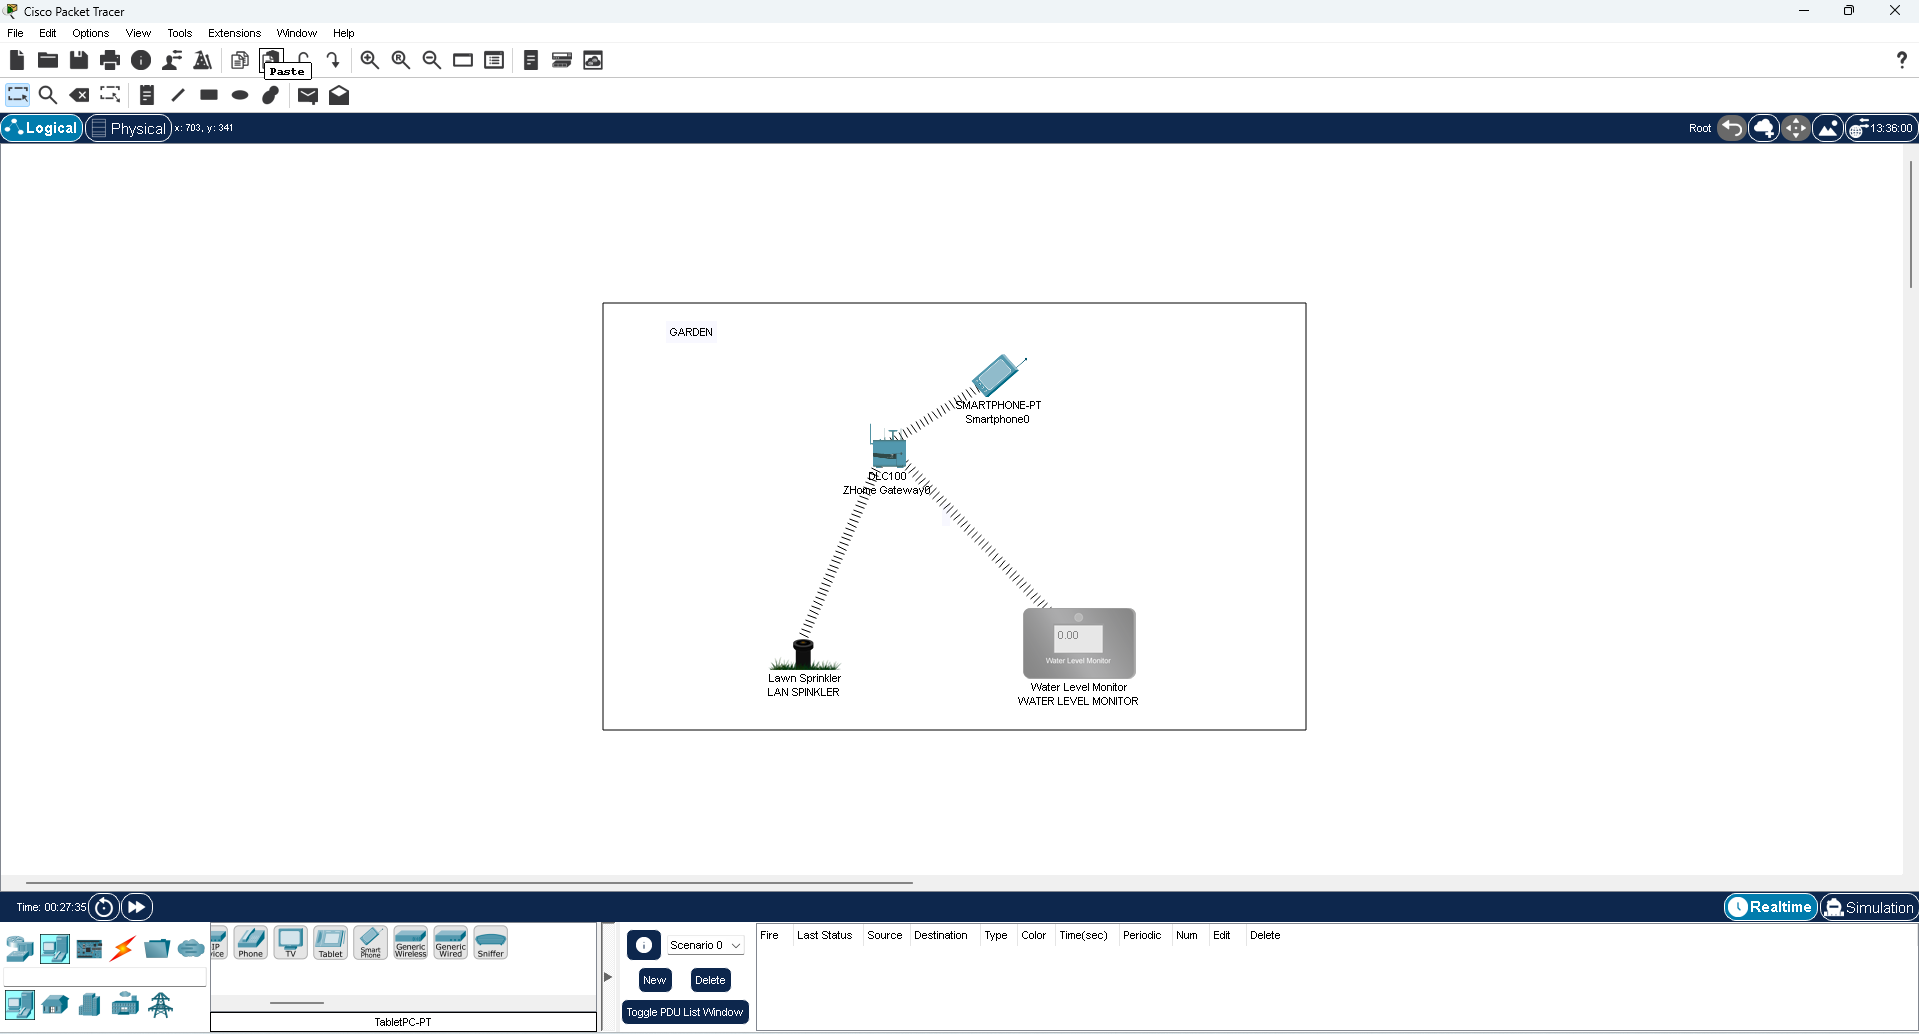 Cisco Packet Tracer
File Edit Options View Tools Extensions Window Help
Paste
?
Logical Physical x: 703, y: 341 Root 13:36:00
GARDEN
SMARTPHONE-PT
Smartphone0
DLC100
ZHome Gateway0
0.00
Water Level Monitor
Lawn Sprinkler
LAN SPINKLER
Water Level Monitor
WATER LEVEL MONITOR
Time: 00:27:35 Realtime Simulation
IP
ice
Phone
TV
Tablet
Smart
Phone
Generic
Wireless
Generic
Wired
Sniffer
TabletPC-PT
Scenario 0
New Delete
Toggle PDU List Window
Fire Last Status Source Destination Type Color Time(sec) Periodic Num Edit Delete